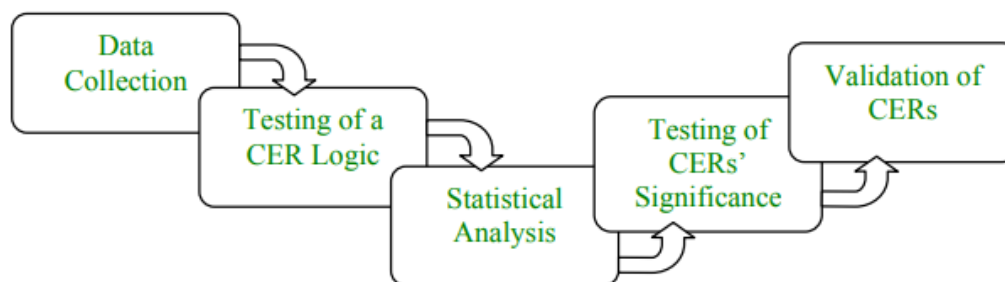 Data
Collection
Testing of a
CER Logic
Statistical
Analysis
Testing of
CERs’
Significance
Validation of
CERs